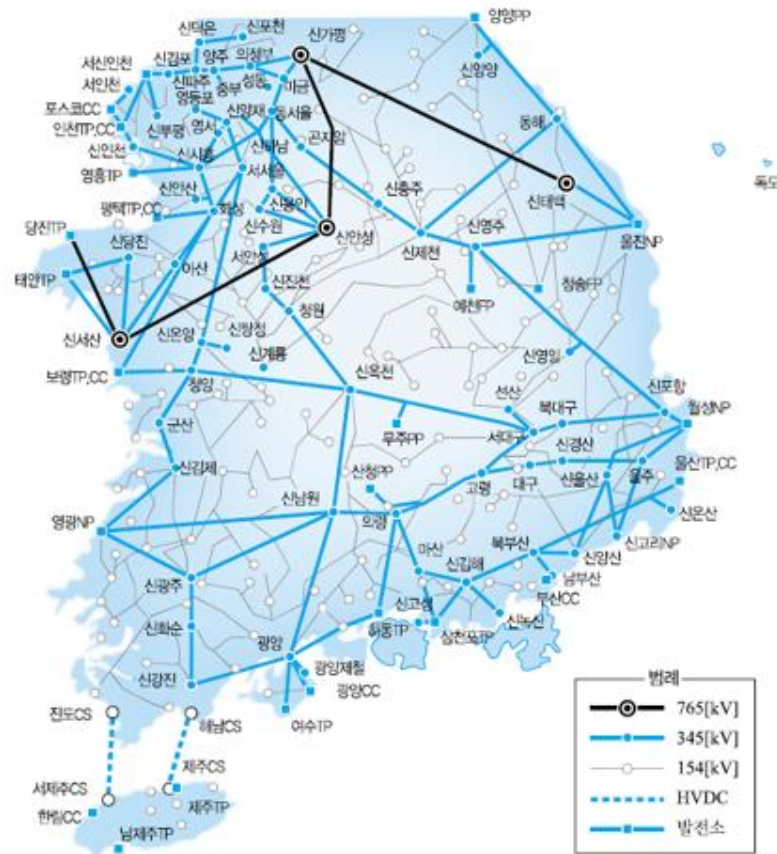 양양PP
신덕은
신포천
신가평
서신인천
신김포
양주
의정부
신양양
서인천
신파주
중부
성동
미금
포스코CC
영등포
신양재
동서울
동해
인천TP,CC
신부평
영서
곤지암
독도
신인천
신시흥
신하남
서서울
영흥TP
신충주
신태백
신안산
신용인
평택TP,CC
화성
신수원
신안성
신영주
당진TP
신당진
서안성
신제천
울진NP
아산
신진천
태안TP
예천PP
청송PP
청원
신서산
신온양
신탕정
신계룡
신영일
보령TP,CC
청양
신옥천
선산
신포항
북대구
월성NP
군산
무주PP
서대구
신경산
신김제
산청PP
고령
대구
신울산
울주
울산TP,CC
신남원
의령
영광NP
신온산
마산
신김해
북부산
신고리NP
신양산
신광주
남부산
부산CC
신고성
신화순
광양
하동TP
삼천포TP
신녹산
신강진
광양제철
광양CC
여수TP
진도CS
해남CS
제주CS
서제주CS
한림CC
제주TP
남제주TP
범례
765[kV]
345[kV]
154[kV]
HVDC
발전소